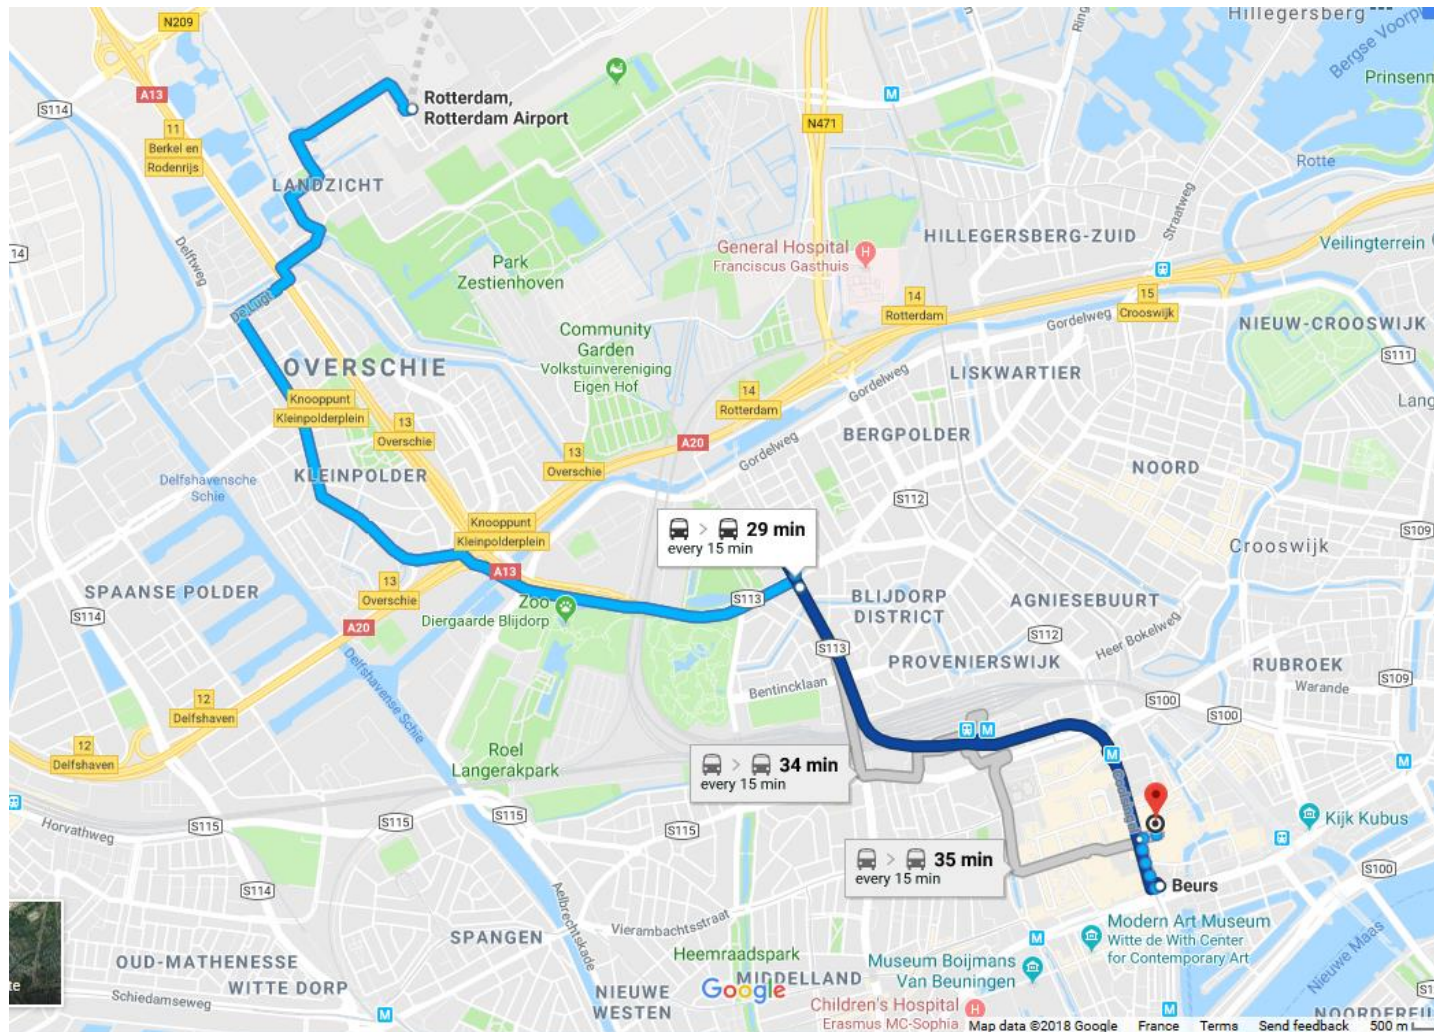 N209
Hillegersberg
Ring
Bergse Voorp
Prinsenm
A13
S114
Rotterdam,
Rotterdam Airport
M
N471
11
Berkel en
Rodenrijs
Rotte
LANDZICHT
Straatweg
14
Delftweg
General Hospital
Franciscus Gasthuis
H
HILLEGERSBERG-ZUID
Veilingterrein
Park
Zestienhoven
14
Rotterdam
15
Crooswijk
De Lugt
Gordelweg
NIEUW-CROOSWIJK
Community
Garden
Volkstuinvereniging
Eigen Hof
S111
OVERSCHIE
Gordelweg
LISKWARTIER
14
Rotterdam
Lang
Knooppunt
Kleinpolderplein
13
Overschie
A20
Gordelweg
BERGPOLDER
13
Overschie
KLEINPOLDER
NOORD
Delfshavensche
Schie
S112
Knooppunt
Kleinpolderplein
29 min
every 15 min
S109
Crooswijk
A13
SPAANSE POLDER
13
Overschie
Zoo
Diergaarde Blijdorp
S113
BLIJDORP
DISTRICT
AGNIESEBUURT
S114
A20
S112
Heer Bokelweg
S113
PROVENIERSWIJK
RUBROEK
S109
Warande
Bentincklaan
12
Delfshaven
Delfshavense Schie
S100
S100
M
12
Delfshaven
Roel
Langerakpark
34 min
every 15 min
M
M
Coolsingel
S115
S115
S115
Horvathweg
Kijk Kubus
35 min
every 15 min
S100
S114
Beurs
Aelbrechtskade
Vierambachtsstraat
Modern Art Museum
Witte de With Center
for Contemporary Art
SPANGEN
M
Heemraadspark
Nieuwe Maas
OUD-MATHENESSE
WITTE DORP
te
Museum Boijmans
Van Beuningen
Google
MIDDELLAND
S1
Schiedamseweg
NIEUWE
WESTEN
M
Children's Hospital
Erasmus MC-Sophia
H
M
NOORDEREIL
Map data ©2018 Google France Terms Send feedback 500 m